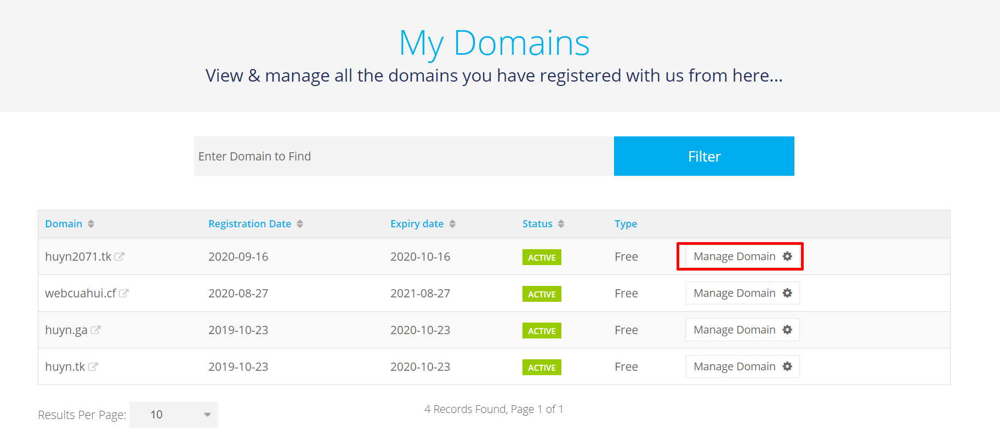 My Domains
View & manage all the domains you have registered with us from here...
Enter Domain to Find Filter
Domain Registration Date Expiry date Status Type
huyn2071.tk 2020-09-16 2020-10-16 ACTIVE Free Manage Domain
webcuahui.cf 2020-08-27 2021-08-27 ACTIVE Free Manage Domain
huyn.ga 2019-10-23 2020-10-23 ACTIVE Free Manage Domain
huyn.tk 2019-10-23 2020-10-23 ACTIVE Free Manage Domain
Results Per Page: 10 4 Records Found, Page 1 of 1